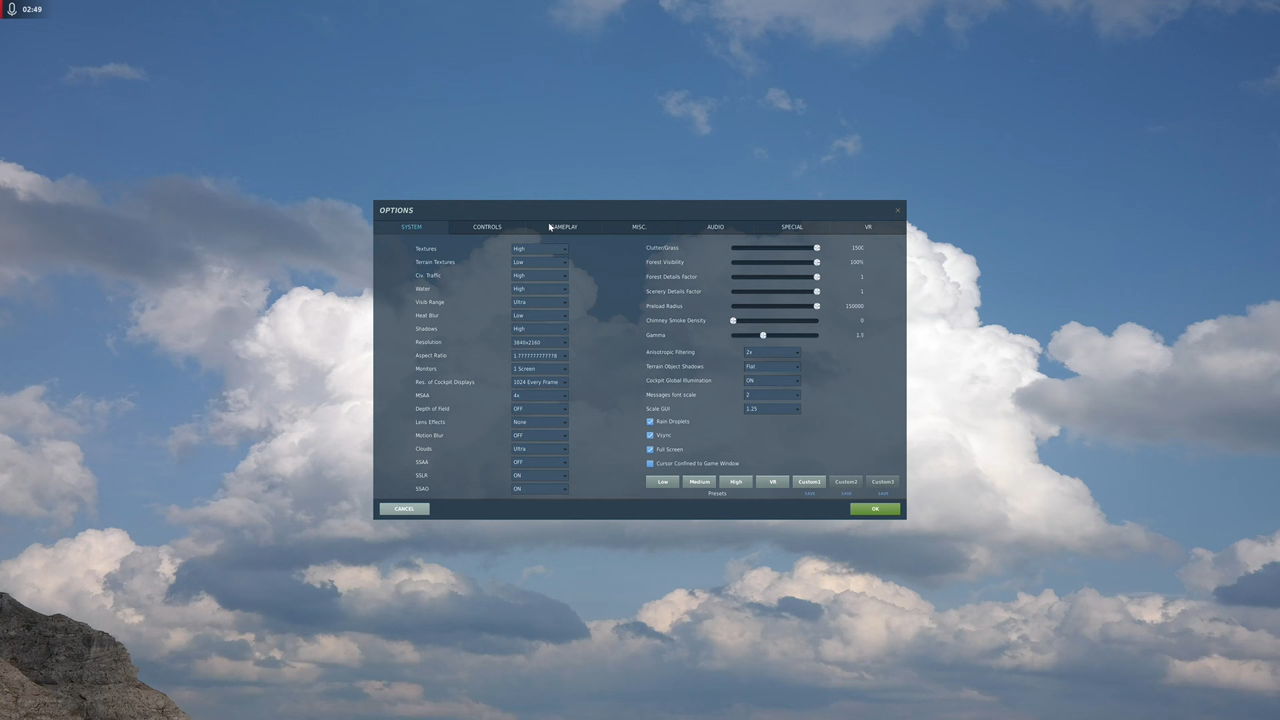 02:49
OPTIONS
SYSTEM CONTROLS GAMEPLAY MISC. AUDIO SPECIAL VR
Textures High
Terrain Textures Low
Civ. Traffic High
Water High
Visib Range Ultra
Heat Blur Low
Shadows High
Resolution 3840x2160
Aspect Ratio 1.7777777777778
Monitors 1 Screen
Res. of Cockpit Displays 1024 Every Frame
MSAA 4x
Depth of Field OFF
Lens Effects None
Motion Blur OFF
Clouds Ultra
SSAA OFF
SSLR ON
SSAO ON
Clutter/Grass 1500
Forest Visibility 100%
Forest Details Factor 1
Scenery Details Factor 1
Preload Radius 150000
Chimney Smoke Density 0
Gamma
Anisotropic Filtering 2x
Terrain Object Shadows Flat
Cockpit Global Illumination ON
Messages font scale 2
Scale GUI 1.25
Rain Droplets
Vsync
Full Screen
Cursor Confined to Game Window
Low Medium High VR Custom1 Custom2 Custom3
Presets save save save
CANCEL OK